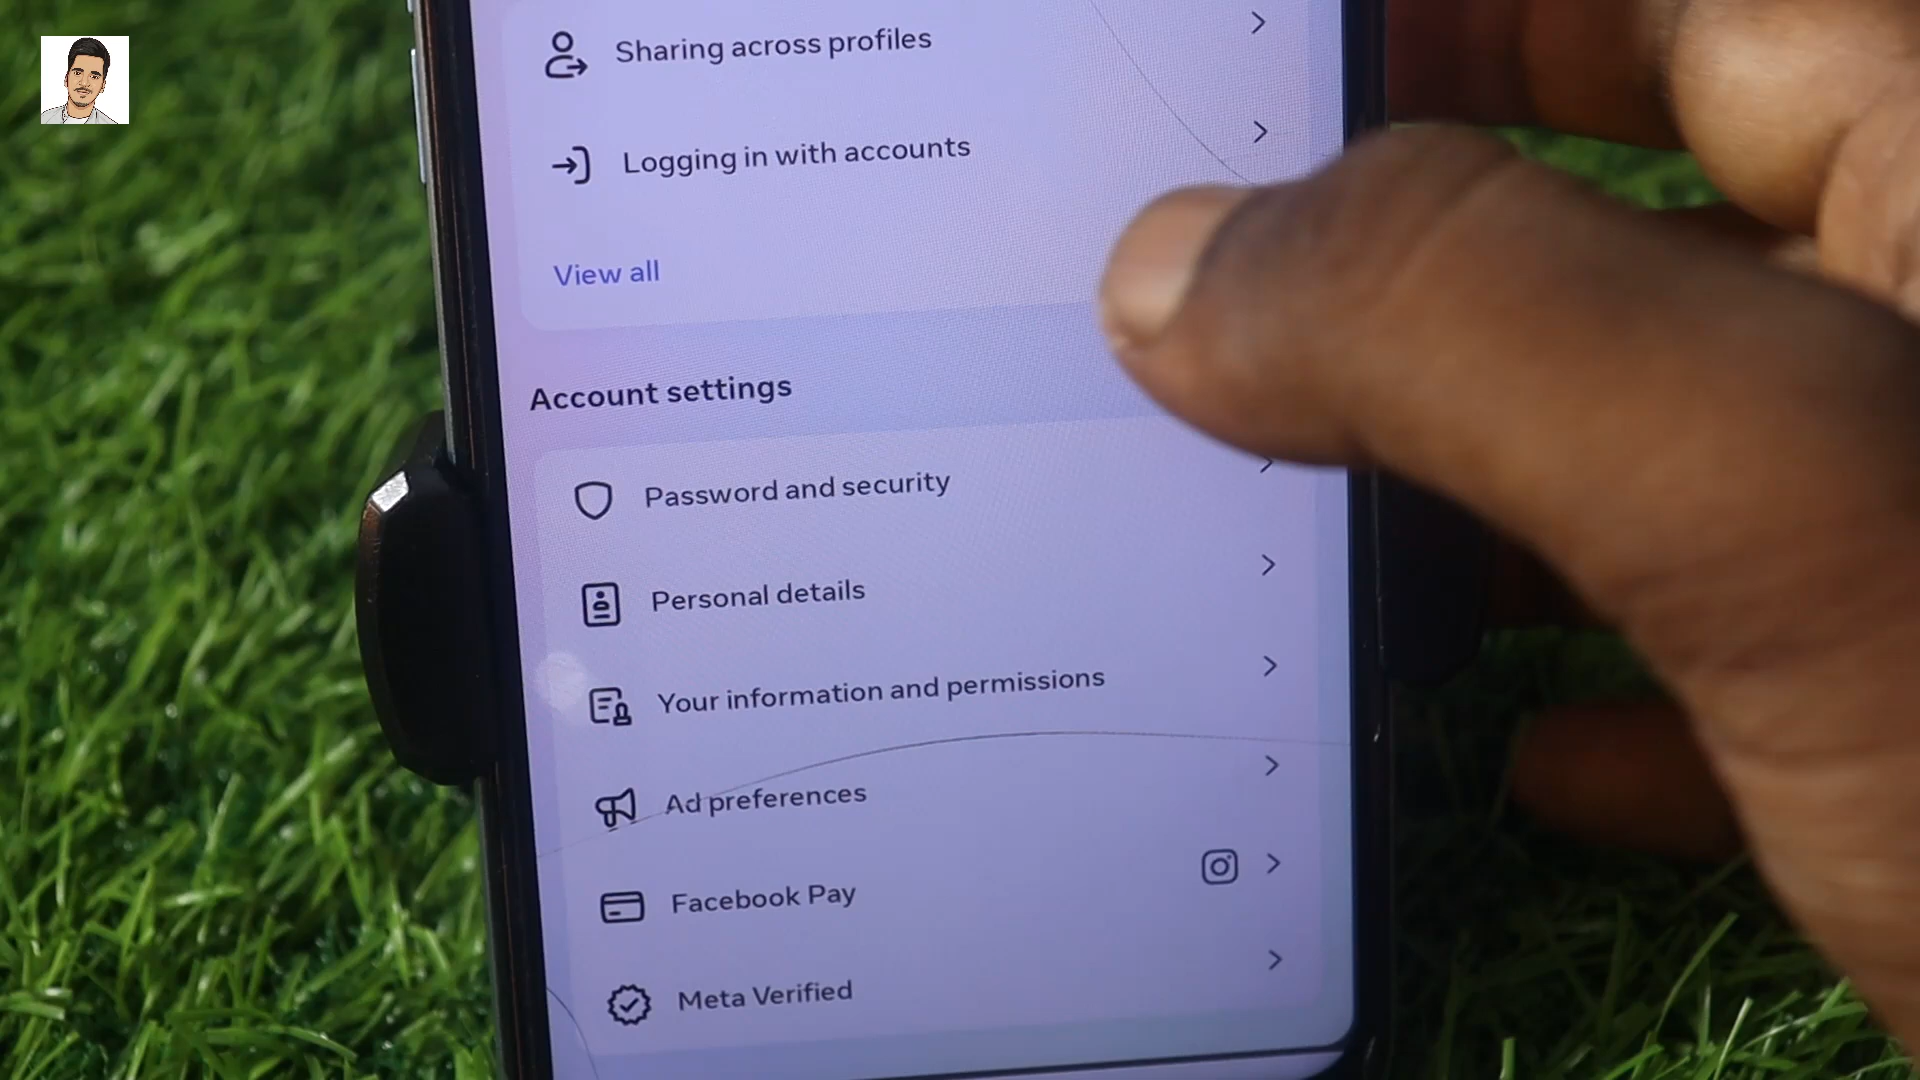 Sharing across profiles
Logging in with accounts
View all
Account settings
Password and security
Personal details
Your information and permissions
Ad preferences
Facebook Pay
Meta Verified